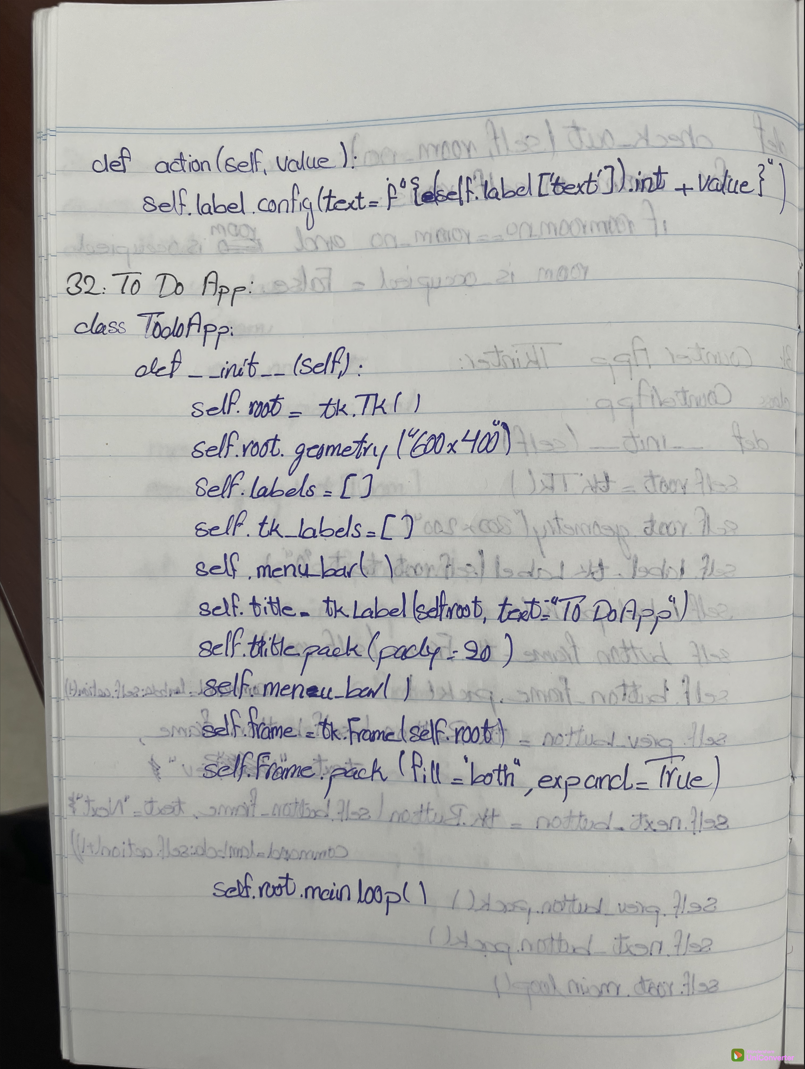 def action(self, value):
self.label.config(text= f"{(self.label['text']).int + value}")
32. To Do App:
class TodoApp:
def __init__(self):
self.root = tk.Tk()
self.root.geometry("600x400")
self.labels = []
self.tk_labels = []
self.menu_bar()
self.title = tk.Label(self.root, text="To Do App")
self.title.pack(pady = 20)
self.menu_bar()
self.frame = tk.Frame(self.root)
self.frame.pack(fill = "both", expand = True)
self.root.mainloop()